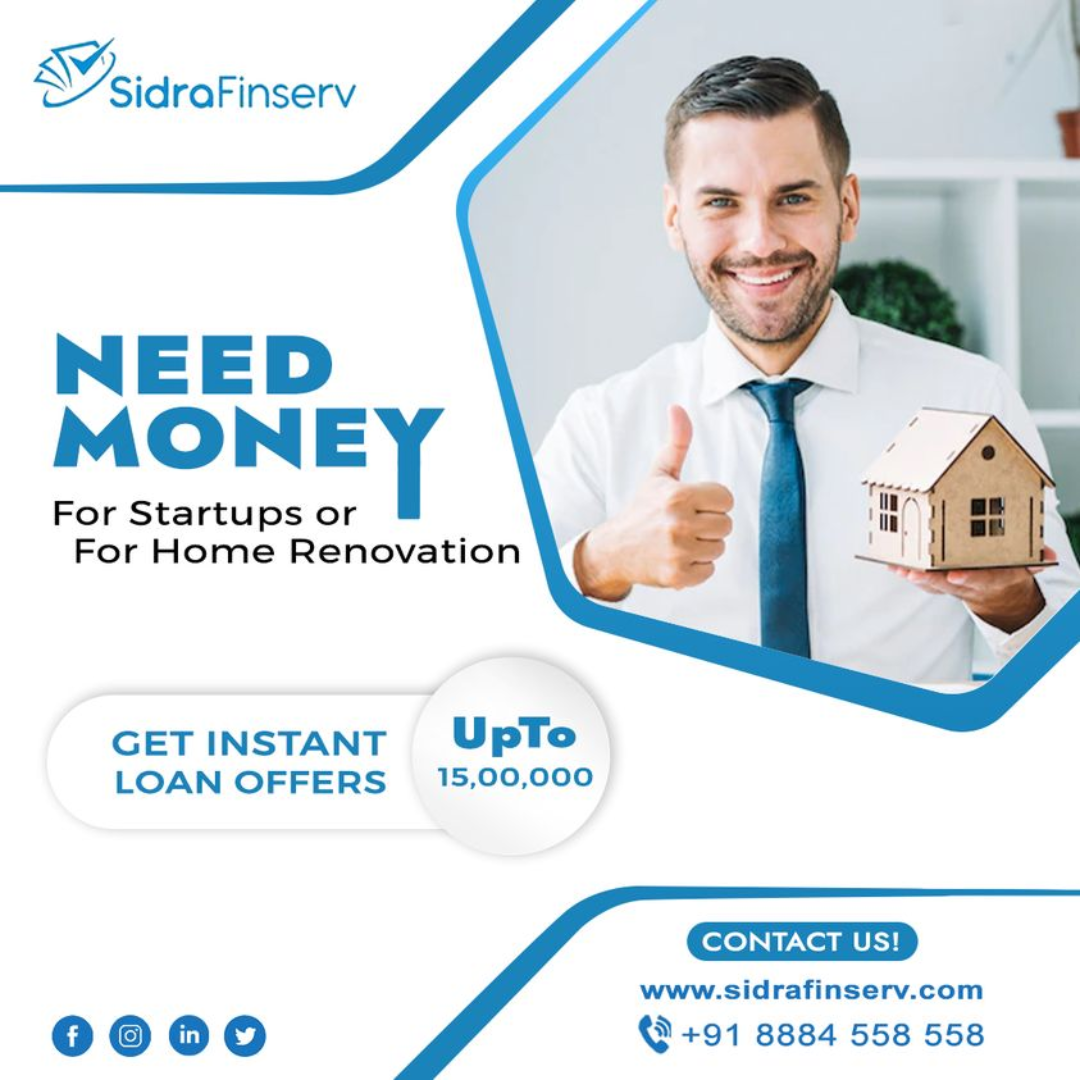 SidraFinserv
NEED
MONEY
For Startups or
For Home Renovation
GET INSTANT
LOAN OFFERS
UpTo
15,00,000
CONTACT US!
www.sidrafinserv.com
+91 8884 558 558